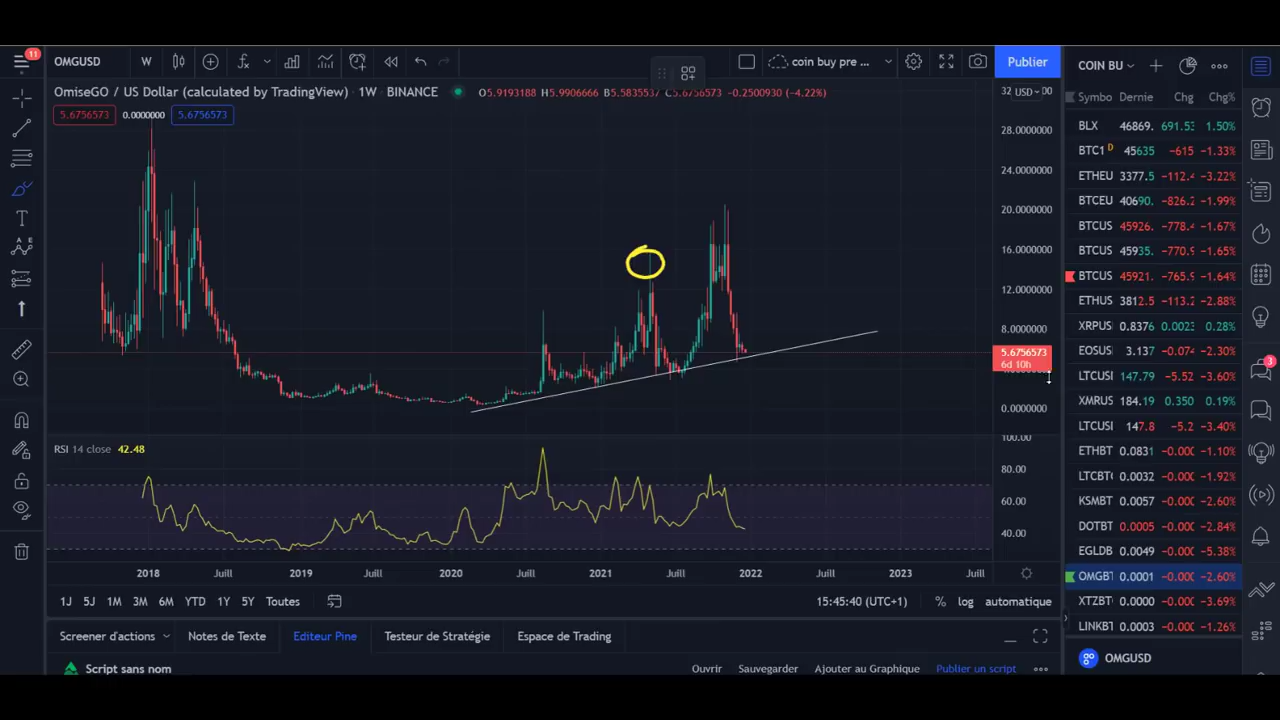 11
OMGUSD
W
coin buy pre ...
Publier
COIN BU
OmiseGO / US Dollar (calculated by TradingView) · 1W · BINANCE
O5.9193188 H5.9906666 B5.5835537 C5.6756573 -0.2500930 (-4.22%)
5.6756573 0.0000000 5.6756573
USD
28.0000000
24.0000000
20.0000000
16.0000000
12.0000000
8.0000000
5.6756573
6d 10h
0.0000000
RSI 14 close 42.48
100.00
80.00
60.00
40.00
2018 Juill 2019 Juill 2020 Juill 2021 Juill 2022 Juill 2023 Juill
1J 5J 1M 3M 6M YTD 1Y 5Y Toutes
15:45:40 (UTC+1) % log automatique
Screener d'actions Notes de Texte Editeur Pine Testeur de Stratégie Espace de Trading
Script sans nom
Ouvrir Sauvegarder Ajouter au Graphique Publier un script
Symbo Dernie Chg Chg%
BLX 46869. 691.53 1.50%
BTC1 D 45635 -615 -1.33%
ETHEU 3377.5 -112.4 -3.22%
BTCEU 40690. -826.2 -1.99%
BTCUS 45926. -778.4 -1.67%
BTCUS 45935. -770.9 -1.65%
BTCUS 45921. -765.9 -1.64%
ETHUS 3812.5 -113.2 -2.88%
XRPUS 0.8376 0.0023 0.28%
EOSUS 3.137 -0.074 -2.30%
LTCUSI 147.79 -5.52 -3.60%
XMRUS 184.19 0.350 0.19%
LTCUSI 147.8 -5.2 -3.40%
ETHBT 0.0831 -0.000 -1.10%
LTCBT 0.0032 -0.000 -1.92%
KSMBT 0.0057 -0.000 -2.60%
DOTBT 0.0005 -0.000 -2.84%
EGLDB 0.0049 -0.000 -5.38%
OMGBT 0.0001 -0.000 -2.60%
XTZBT 0.0000 -0.000 -3.69%
LINKBT 0.0003 -0.000 -1.26%
OMGUSD
3